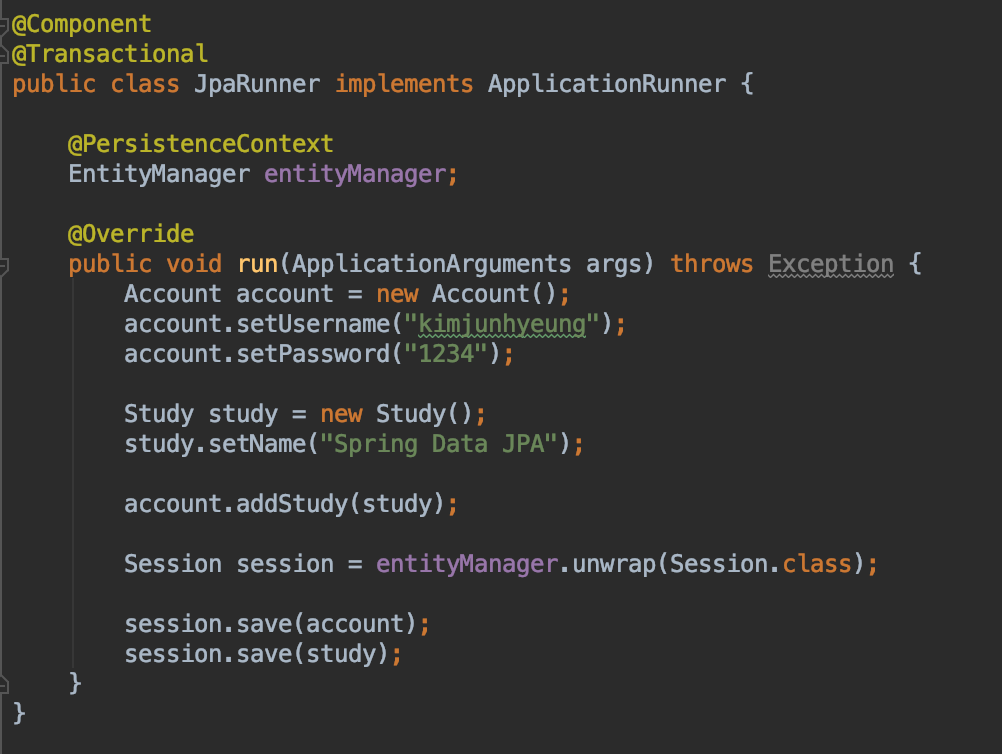 @Component
@Transactional
public class JpaRunner implements ApplicationRunner {
@PersistenceContext
EntityManager entityManager;
@Override
public void run(ApplicationArguments args) throws Exception {
Account account = new Account();
account.setUsername("kimjunhyeung");
account.setPassword("1234");
Study study = new Study();
study.setName("Spring Data JPA");
account.addStudy(study);
Session session = entityManager.unwrap(Session.class);
session.save(account);
session.save(study);
}
}